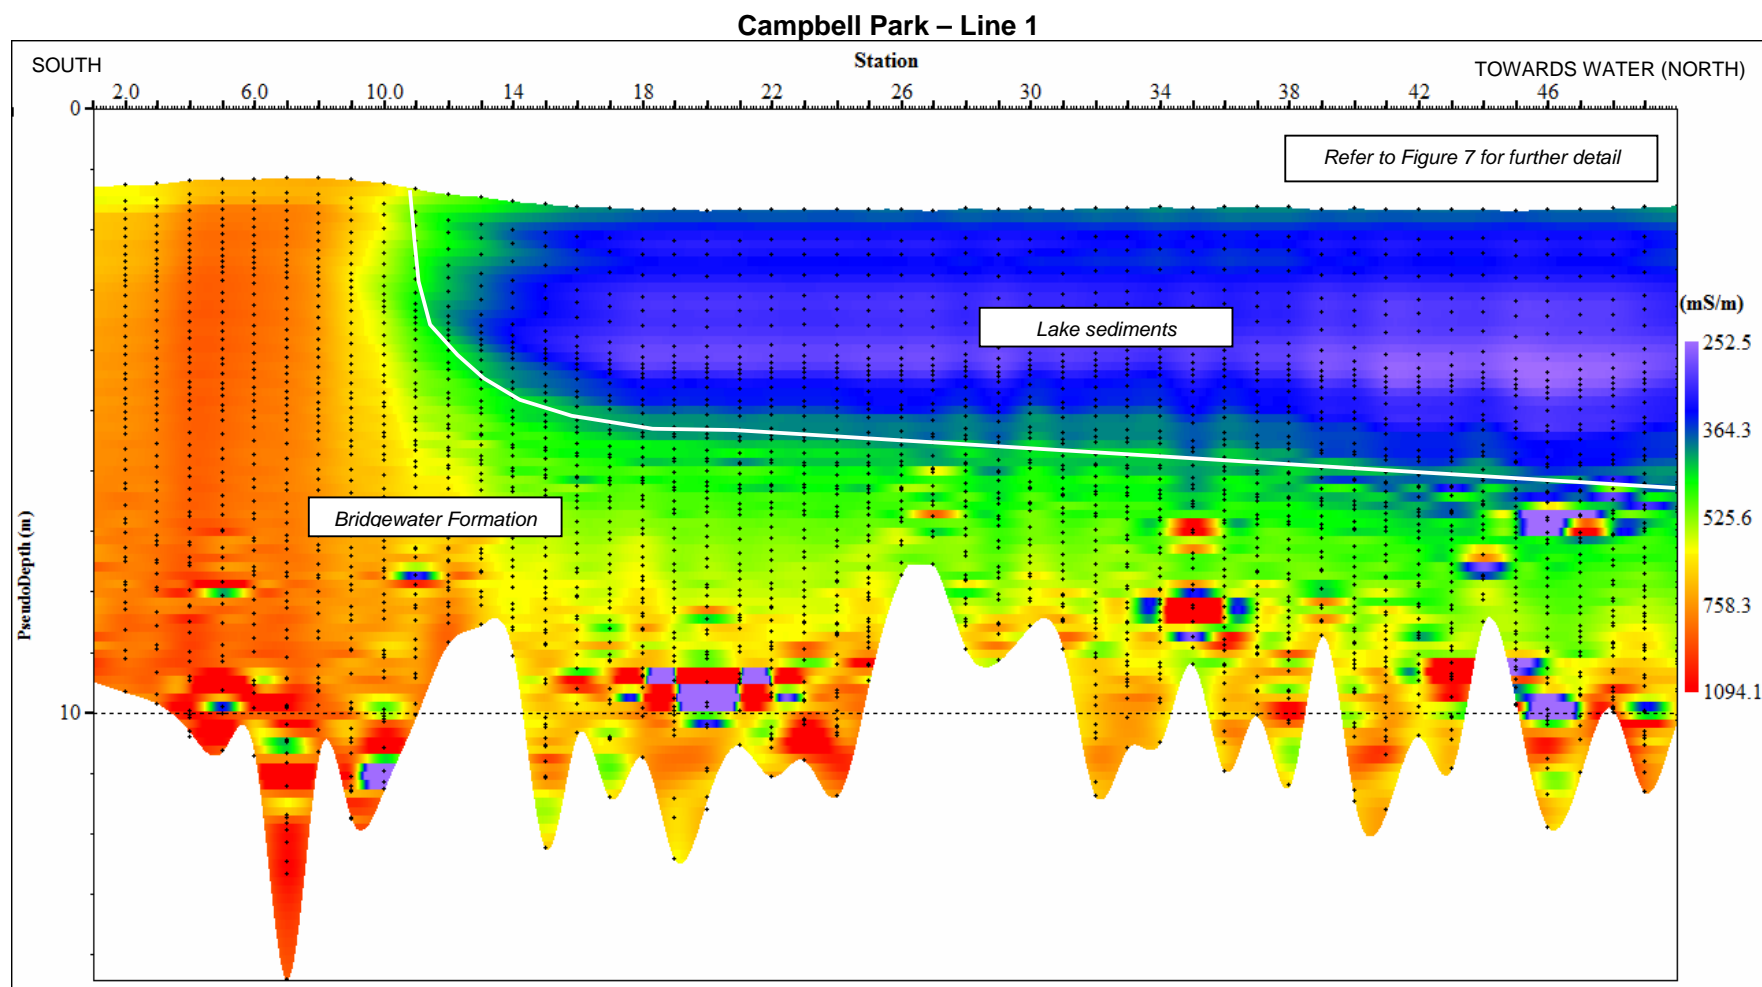 Campbell Park – Line 1
SOUTH
Station
TOWARDS WATER (NORTH)
2.0 6.0 10.0 14 18 22 26 30 34 38 42 46
0
Refer to Figure 7 for further detail
(mS/m)
Lake sediments
252.5
364.3
Bridgewater Formation
525.6
PseudoDepth (m)
758.3
1094.1
10